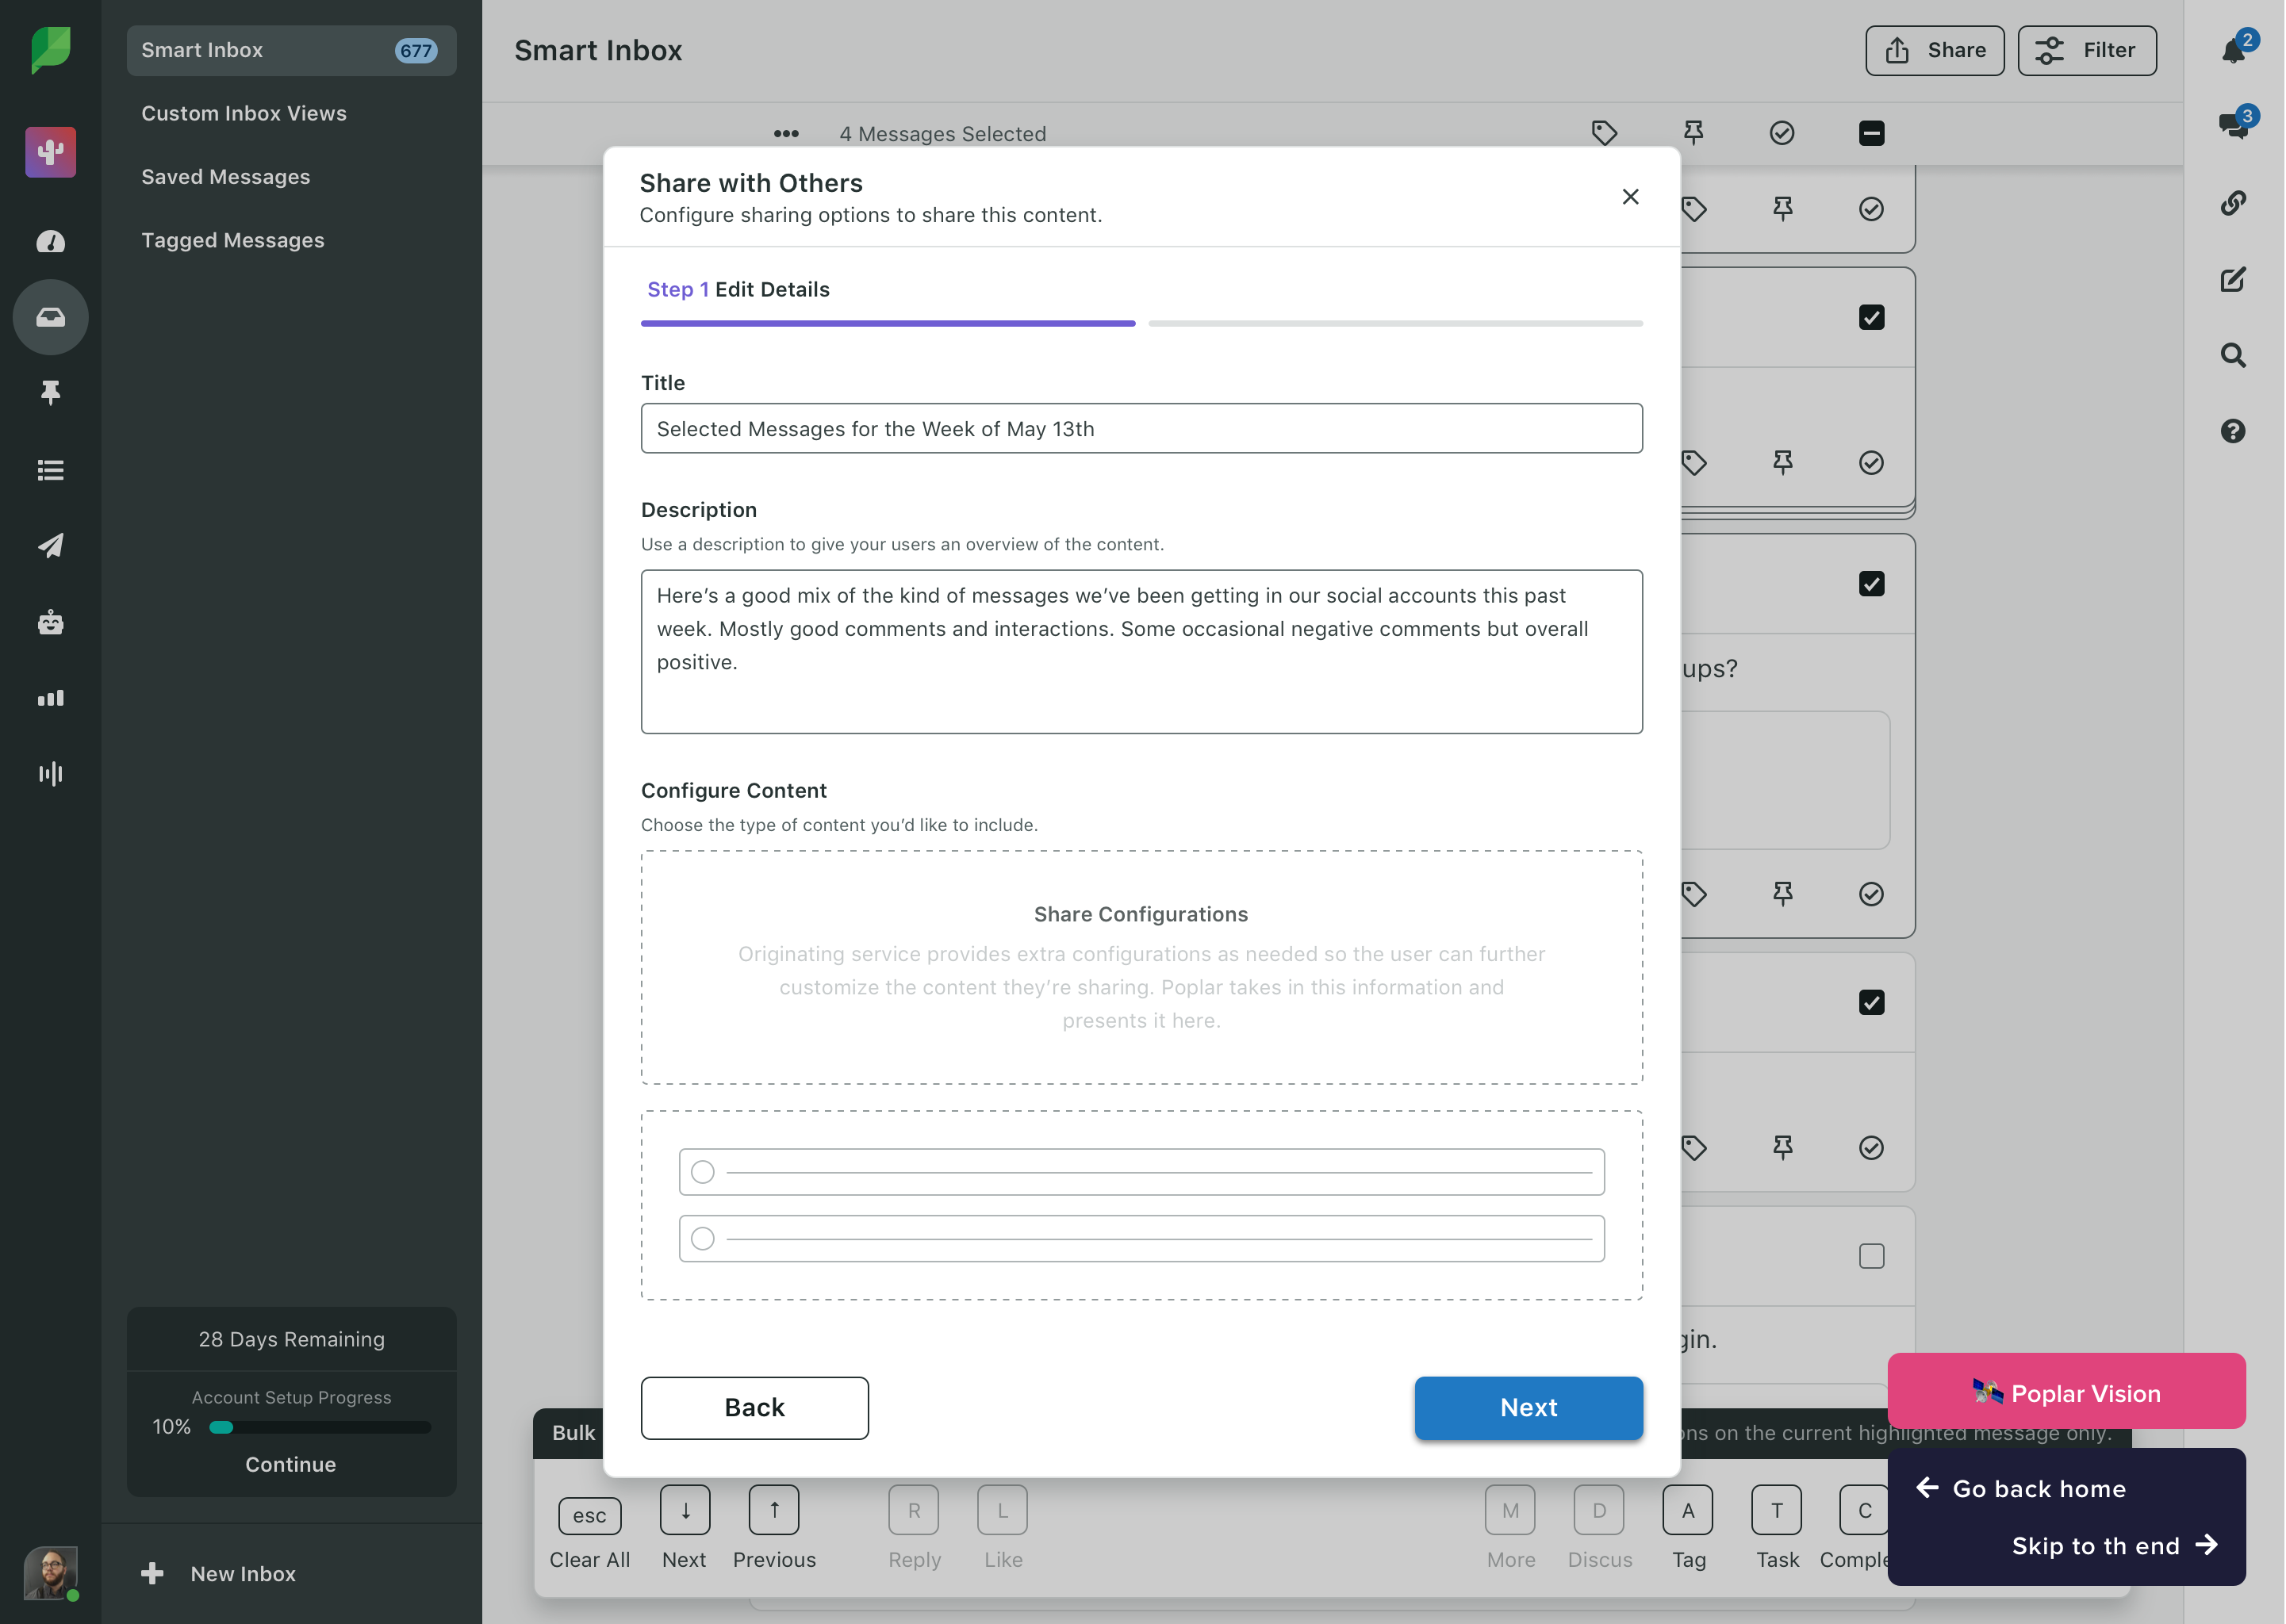 Smart Inbox
677
Custom Inbox Views
Saved Messages
Tagged Messages
28 Days Remaining
Account Setup Progress
10%
Continue
New Inbox
Smart Inbox
Share
Filter
2
3
4 Messages Selected
Share with Others
Configure sharing options to share this content.
Step 1 Edit Details
Title
Selected Messages for the Week of May 13th
Description
Use a description to give your users an overview of the content.
Here’s a good mix of the kind of messages we’ve been getting in our social accounts this past
week. Mostly good comments and interactions. Some occasional negative comments but overall
positive.
Configure Content
Choose the type of content you’d like to include.
Share Configurations
Originating service provides extra configurations as needed so the user can further
customize the content they’re sharing. Poplar takes in this information and
presents it here.
Back
Next
ups?
gin.
Bulk
ons on the current highlighted message only.
esc
Clear All
↓
Next
↑
Previous
R
Reply
L
Like
M
More
D
Discus
A
Tag
T
Task
C
Comple
Poplar Vision
← Go back home
Skip to th end →